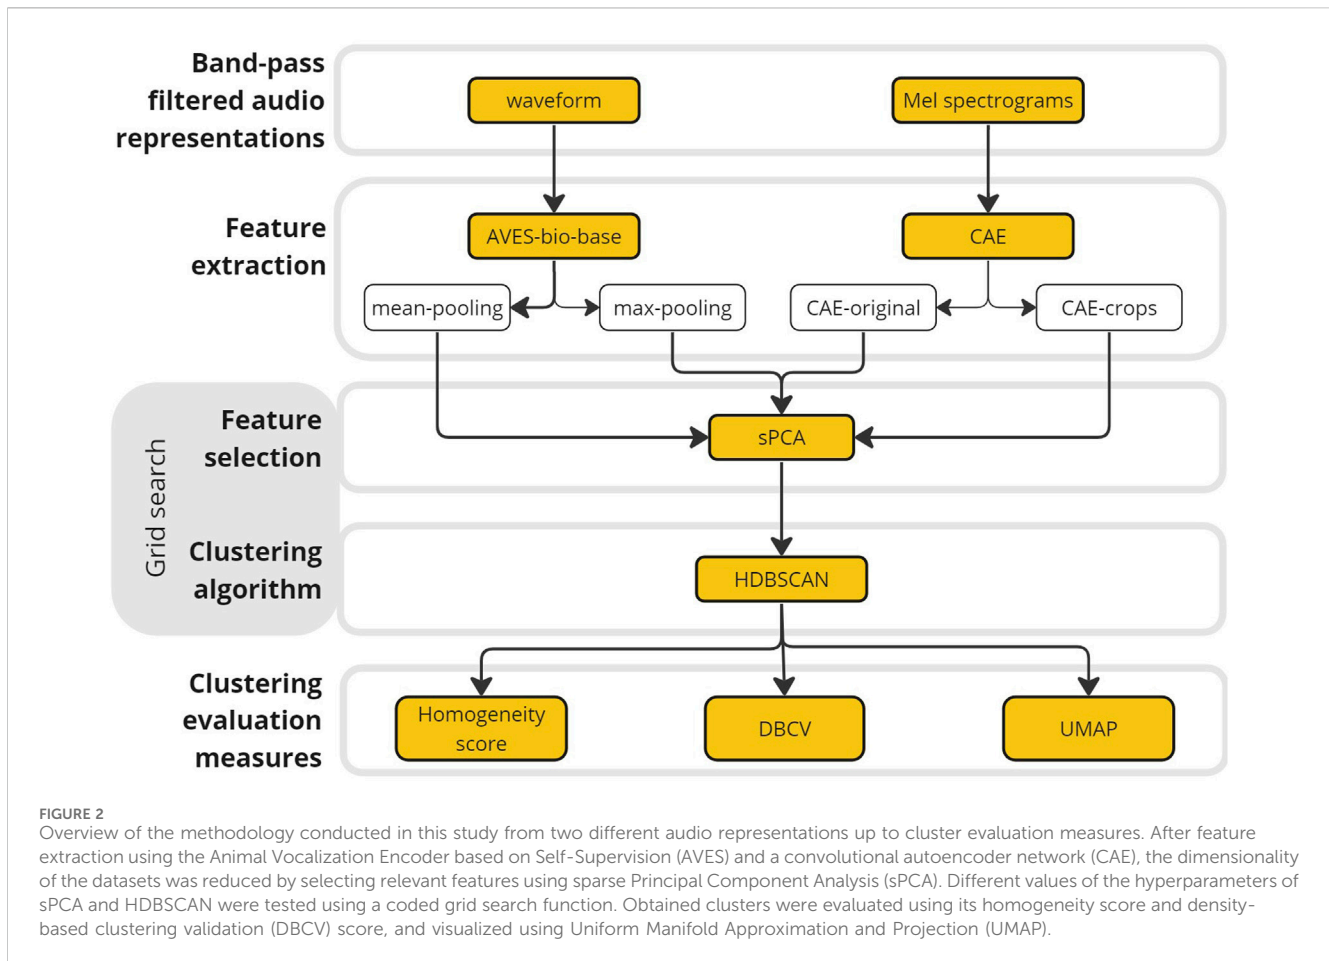 Band-pass
filtered audio
representations
waveform
Mel spectrograms
Feature
extraction
AVES-bio-base
CAE
mean-pooling
max-pooling
CAE-original
CAE-crops
Grid search
Feature
selection
sPCA
Clustering
algorithm
HDBSCAN
Clustering
evaluation
measures
Homogeneity
score
DBCV
UMAP
FIGURE 2
Overview of the methodology conducted in this study from two different audio representations up to cluster evaluation measures. After feature
extraction using the Animal Vocalization Encoder based on Self-Supervision (AVES) and a convolutional autoencoder network (CAE), the dimensionality
of the datasets was reduced by selecting relevant features using sparse Principal Component Analysis (sPCA). Different values of the hyperparameters of
sPCA and HDBSCAN were tested using a coded grid search function. Obtained clusters were evaluated using its homogeneity score and density-
based clustering validation (DBCV) score, and visualized using Uniform Manifold Approximation and Projection (UMAP).